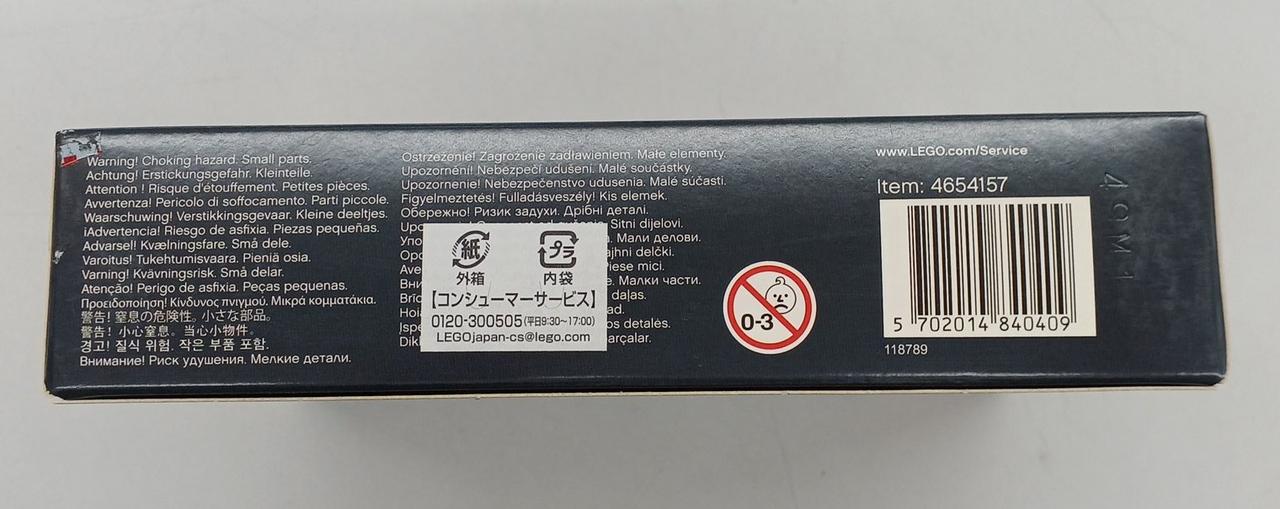 Warning! Choking hazard. Small parts.
Achtung! Erstickungsgefahr. Kleinteile.
Attention ! Risque d'étouffement. Petites pièces.
Avvertenza! Pericolo di soffocamento. Parti piccole.
Waarschuwing! Verstikkingsgevaar. Kleine deeltjes.
¡Advertencia! Riesgo de asfixia. Piezas pequeñas.
Advarsel! Kvælningsfare. Små dele.
Varoitus! Tukehtumisvaara. Pieniä osia.
Varning! Kvävningsrisk. Små delar.
Atenção! Perigo de asfixia. Peças pequenas.
Προειδοποίηση! Κίνδυνος πνιγμού. Μικρά κομματάκια.
警告! 窒息の危険性。小さな部品。
警告! 小心窒息。当心小物件。
경고! 질식 위험. 작은 부품 포함.
Внимание! Риск удушения. Мелкие детали.
Ostrzeżenie! Zagrożenie zadławieniem. Małe elementy.
Upozornění! Nebezpečí udušení. Malé součástky.
Upozornenie! Nebezpečenstvo udusenia. Malé súčasti.
Figyelmeztetés! Fulladásveszély! Kis elemek.
Обережно! Ризик задухи. Дрібні деталі.
Sitni dijelovi.
Мали делови.
delčki.
Piese mici.
Малки части.
daļas.
detalės.
parçalar.
紙 プラ
外箱 内袋
【コンシューマーサービス】
0120-300505(平日9:30~17:00)
LEGOjapan-cs@lego.com
0-3
www.LEGO.com/Service
Item: 4654157
5 702014 840409
118789